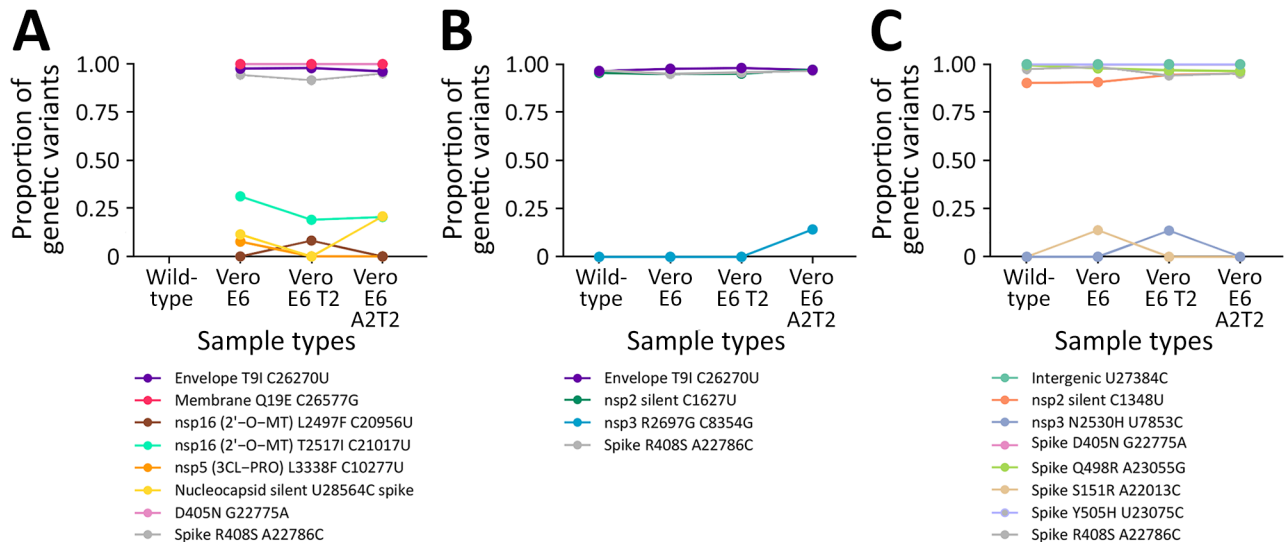 A
Proportion of
genetic variants
1.00
0.75
0.50
0.25
0
Wild-
type
Vero
E6
Vero
E6 T2
Vero
E6
A2T2
Sample types
Envelope T9I C26270U
Membrane Q19E C26577G
nsp16 (2'–O–MT) L2497F C20956U
nsp16 (2'–O–MT) T2517I C21017U
nsp5 (3CL–PRO) L3338F C10277U
Nucleocapsid silent U28564C spike
D405N G22775A
Spike R408S A22786C
B
Proportion of
genetic variants
1.00
0.75
0.50
0.25
0
Wild-
type
Vero
E6
Vero
E6 T2
Vero
E6
A2T2
Sample types
Envelope T9I C26270U
nsp2 silent C1627U
nsp3 R2697G C8354G
Spike R408S A22786C
C
Proportion of
genetic variants
1.00
0.75
0.50
0.25
0
Wild-
type
Vero
E6
Vero
E6 T2
Vero
E6
A2T2
Sample types
Intergenic U27384C
nsp2 silent C1348U
nsp3 N2530H U7853C
Spike D405N G22775A
Spike Q498R A23055G
Spike S151R A22013C
Spike Y505H U23075C
Spike R408S A22786C